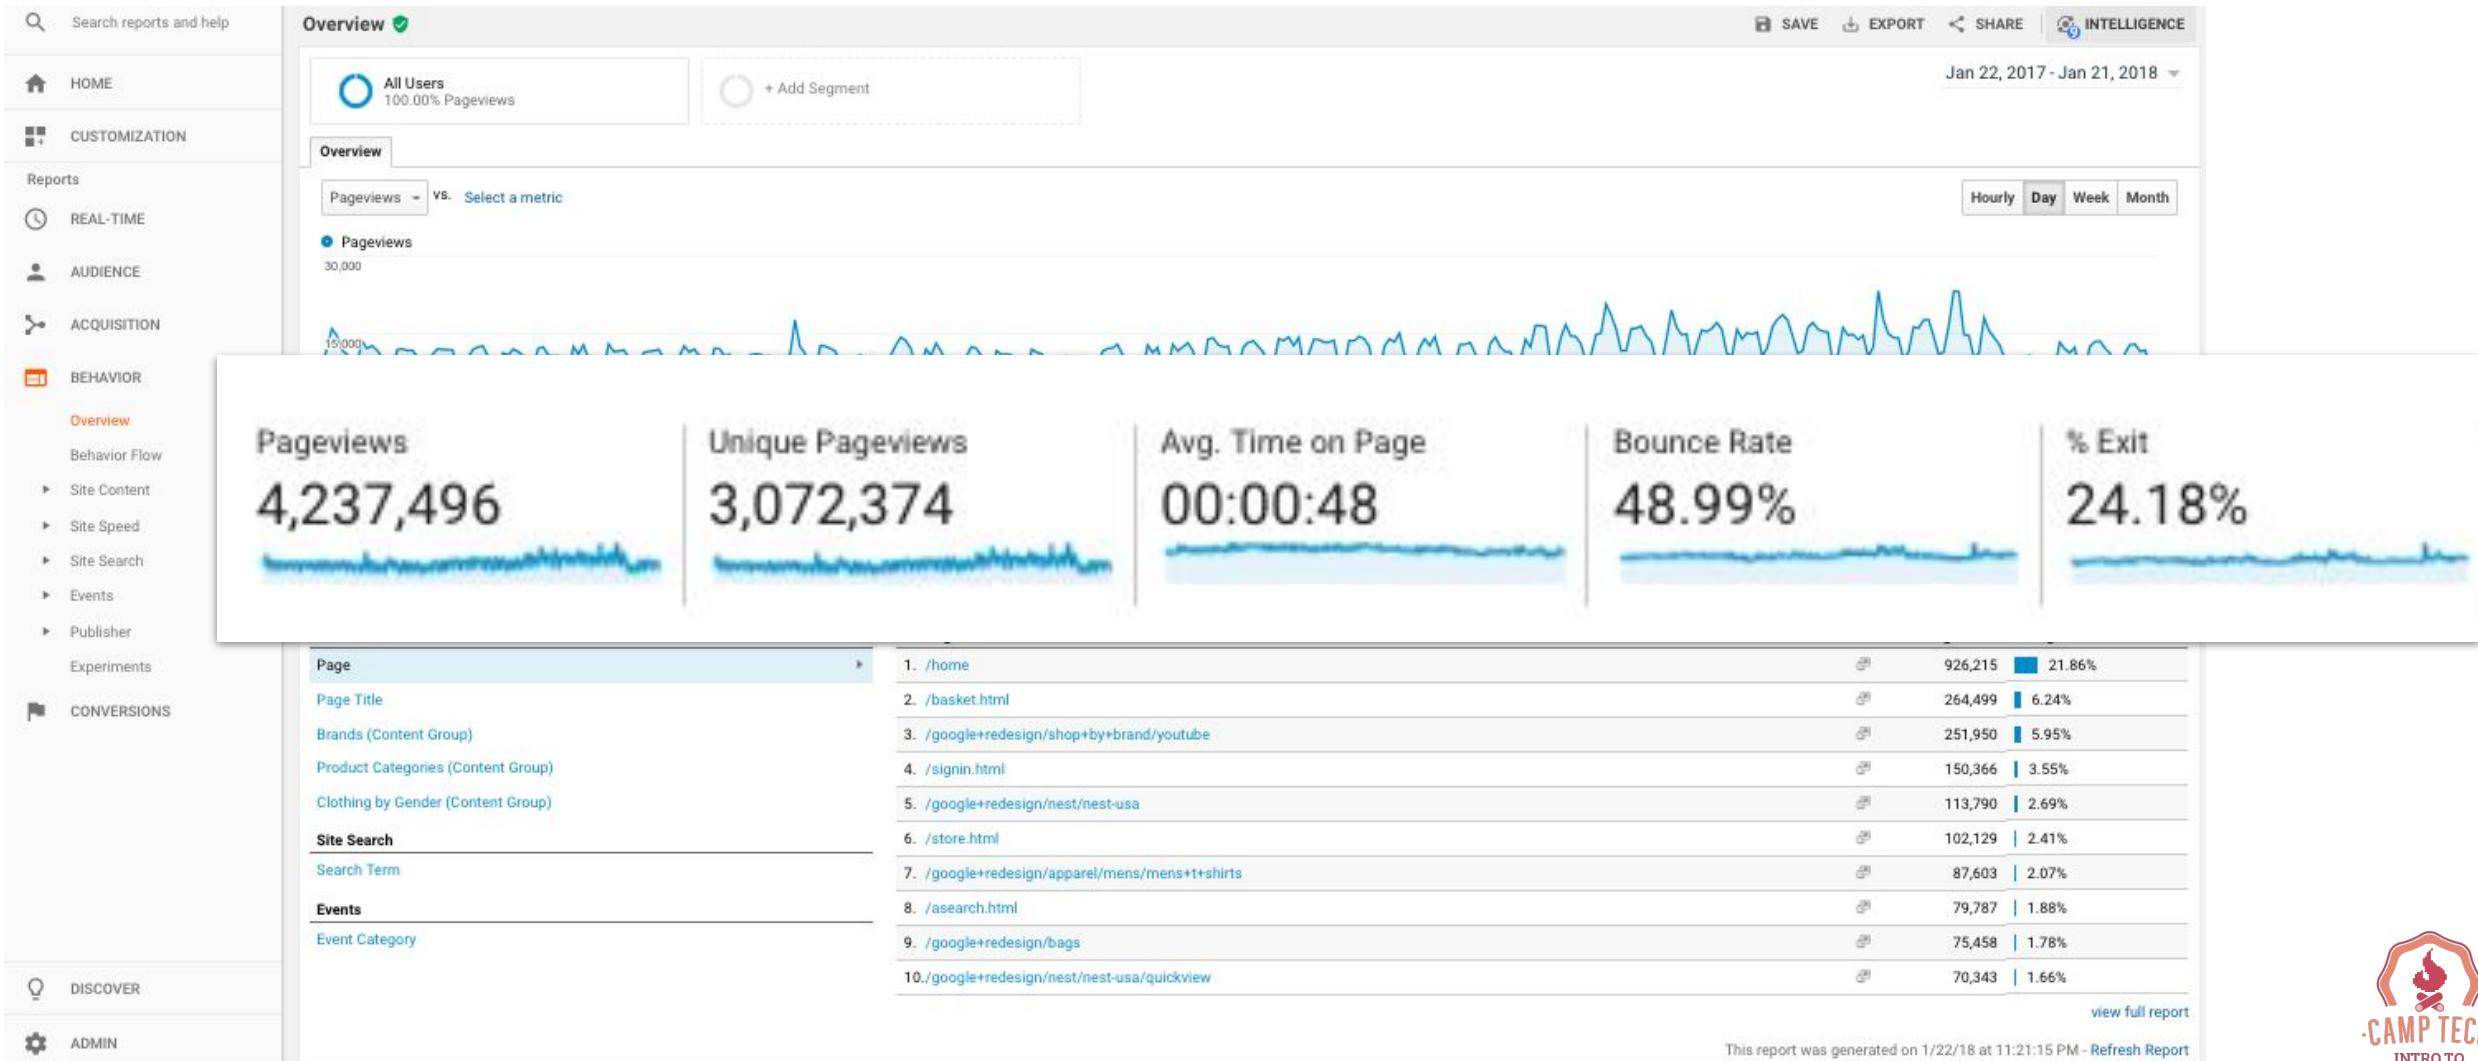 Search reports and help
Overview
SAVE
EXPORT
SHARE
INTELLIGENCE
HOME
CUSTOMIZATION
Reports
REAL-TIME
AUDIENCE
ACQUISITION
BEHAVIOR
Overview
Behavior Flow
Site Content
Site Speed
Site Search
Events
Publisher
Experiments
CONVERSIONS
DISCOVER
ADMIN
All Users
100.00% Pageviews
+ Add Segment
Jan 22, 2017 - Jan 21, 2018
Overview
Pageviews vs. Select a metric
Hourly Day Week Month
Pageviews
30,000
15,000
Pageviews
4,237,496
Unique Pageviews
3,072,374
Avg. Time on Page
00:00:48
Bounce Rate
48.99%
% Exit
24.18%
Page
Page Title
Brands (Content Group)
Product Categories (Content Group)
Clothing by Gender (Content Group)
Site Search
Search Term
Events
Event Category
1. /home 926,215 21.86%
2. /basket.html 264,499 6.24%
3. /google+redesign/shop+by+brand/youtube 251,950 5.95%
4. /signin.html 150,366 3.55%
5. /google+redesign/nest/nest-usa 113,790 2.69%
6. /store.html 102,129 2.41%
7. /google+redesign/apparel/mens/mens+t+shirts 87,603 2.07%
8. /asearch.html 79,787 1.88%
9. /google+redesign/bags 75,458 1.78%
10. /google+redesign/nest/nest-usa/quickview 70,343 1.66%
view full report
This report was generated on 1/22/18 at 11:21:15 PM - Refresh Report
·CAMP TEC
INTRO TO